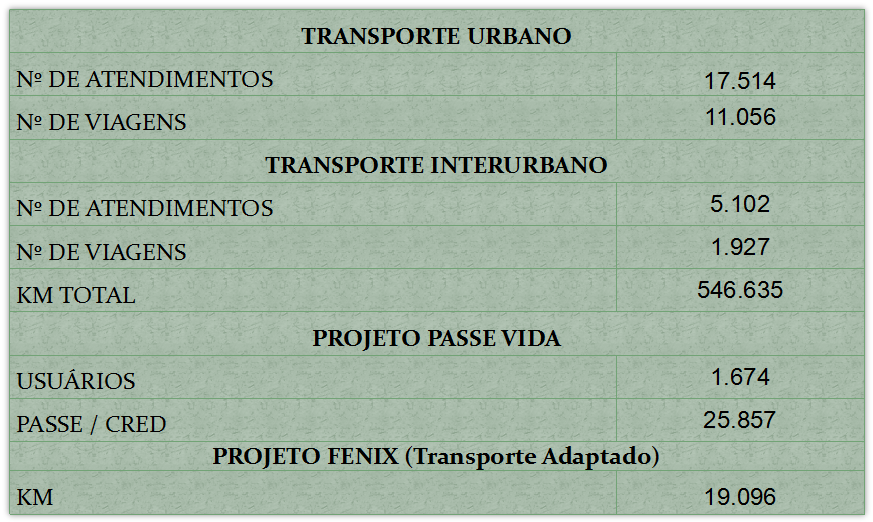 TRANSPORTE URBANO
Nº DE ATENDIMENTOS 17.514
Nº DE VIAGENS 11.056
TRANSPORTE INTERURBANO
Nº DE ATENDIMENTOS 5.102
Nº DE VIAGENS 1.927
KM TOTAL 546.635
PROJETO PASSE VIDA
USUÁRIOS 1.674
PASSE / CRED 25.857
PROJETO FENIX (Transporte Adaptado)
KM 19.096